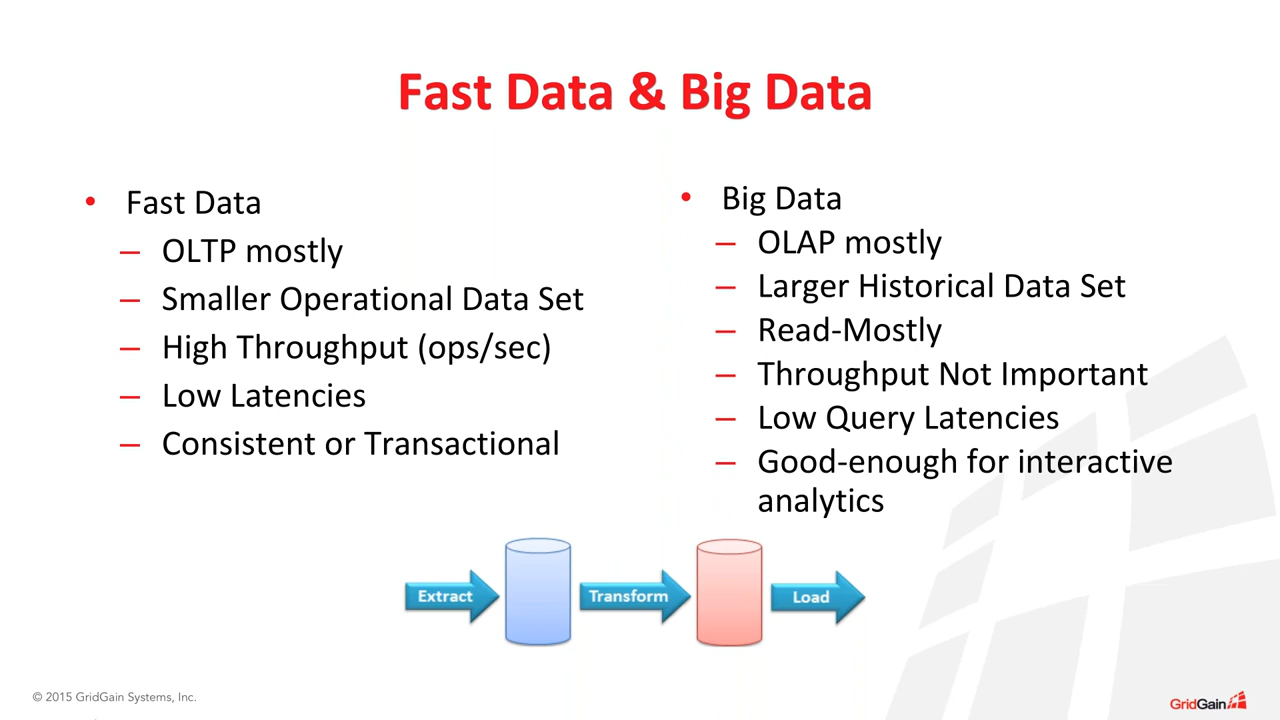 Fast Data & Big Data
• Fast Data
– OLTP mostly
– Smaller Operational Data Set
– High Throughput (ops/sec)
– Low Latencies
– Consistent or Transactional
• Big Data
– OLAP mostly
– Larger Historical Data Set
– Read-Mostly
– Throughput Not Important
– Low Query Latencies
– Good-enough for interactive
analytics
Extract
Transform
Load
© 2015 GridGain Systems, Inc.
GridGain